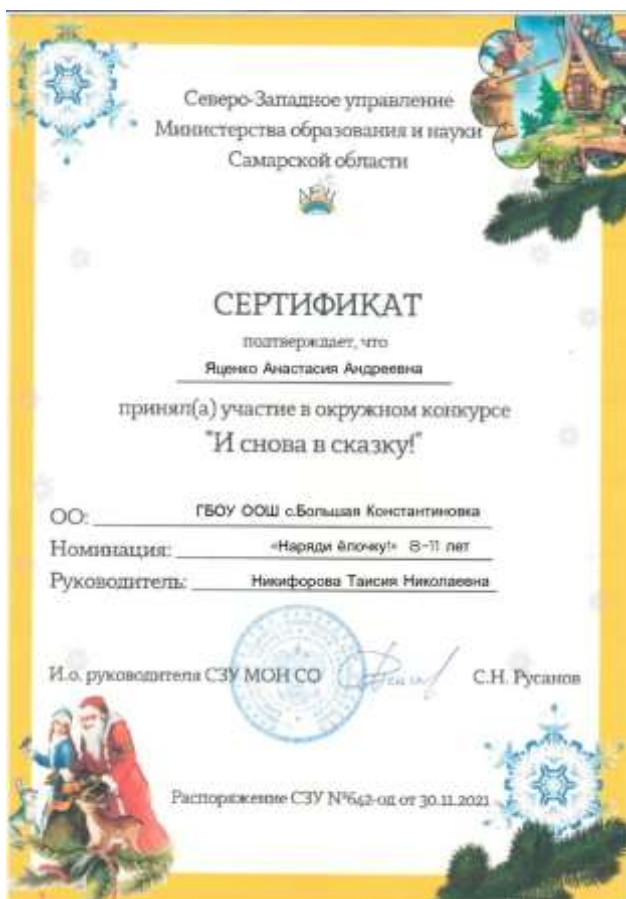 Северо-Западное управление
Министерства образования и науки
Самарской области
СЕРТИФИКАТ
подтверждает, что
Яценко Анастасия Андреевна
принял(а) участие в окружном конкурсе
"И снова в сказку!"
ОО: ГБОУ ООШ с.Большая Константиновка
Номинация: «Наряди ёлочку!» 8-11 лет
Руководитель: Никифорова Таисия Николаевна
И.о. руководителя СЗУ МОН СО С.Н. Русанов
Распоряжение СЗУ №642-од от 30.11.2021